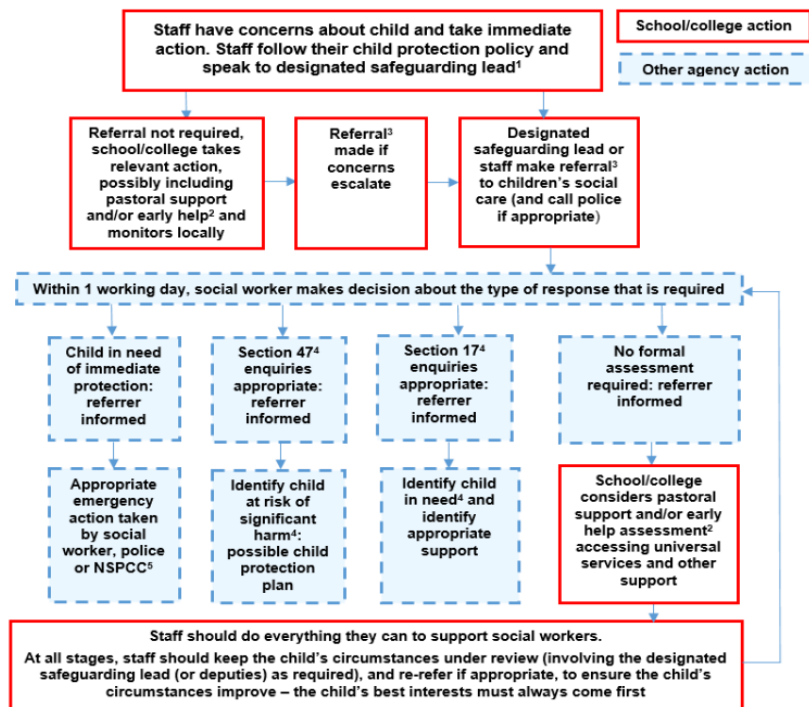 Staff have concerns about child and take immediate
action. Staff follow their child protection policy and
speak to designated safeguarding lead¹
School/college action
Other agency action
Referral not required,
school/college takes
relevant action,
possibly including
pastoral support
and/or early help² and
monitors locally
Referral³
made if
concerns
escalate
Designated
safeguarding lead or
staff make referral³
to children's social
care (and call police
if appropriate)
Within 1 working day, social worker makes decision about the type of response that is required
Child in need
of immediate
protection:
referrer
informed
Section 47⁴
enquiries
appropriate:
referrer
informed
Section 17⁴
enquiries
appropriate:
referrer
informed
No formal
assessment
required: referrer
informed
Appropriate
emergency
action taken
by social
worker, police
or NSPCC⁵
Identify child
at risk of
significant
harm⁴:
possible child
protection
plan
Identify child
in need⁴ and
identify
appropriate
support
School/college
considers pastoral
support and/or early
help assessment²
accessing universal
services and other
support
Staff should do everything they can to support social workers.
At all stages, staff should keep the child's circumstances under review (involving the designated
safeguarding lead (or deputies) as required), and re-refer if appropriate, to ensure the child's
circumstances improve – the child's best interests must always come first